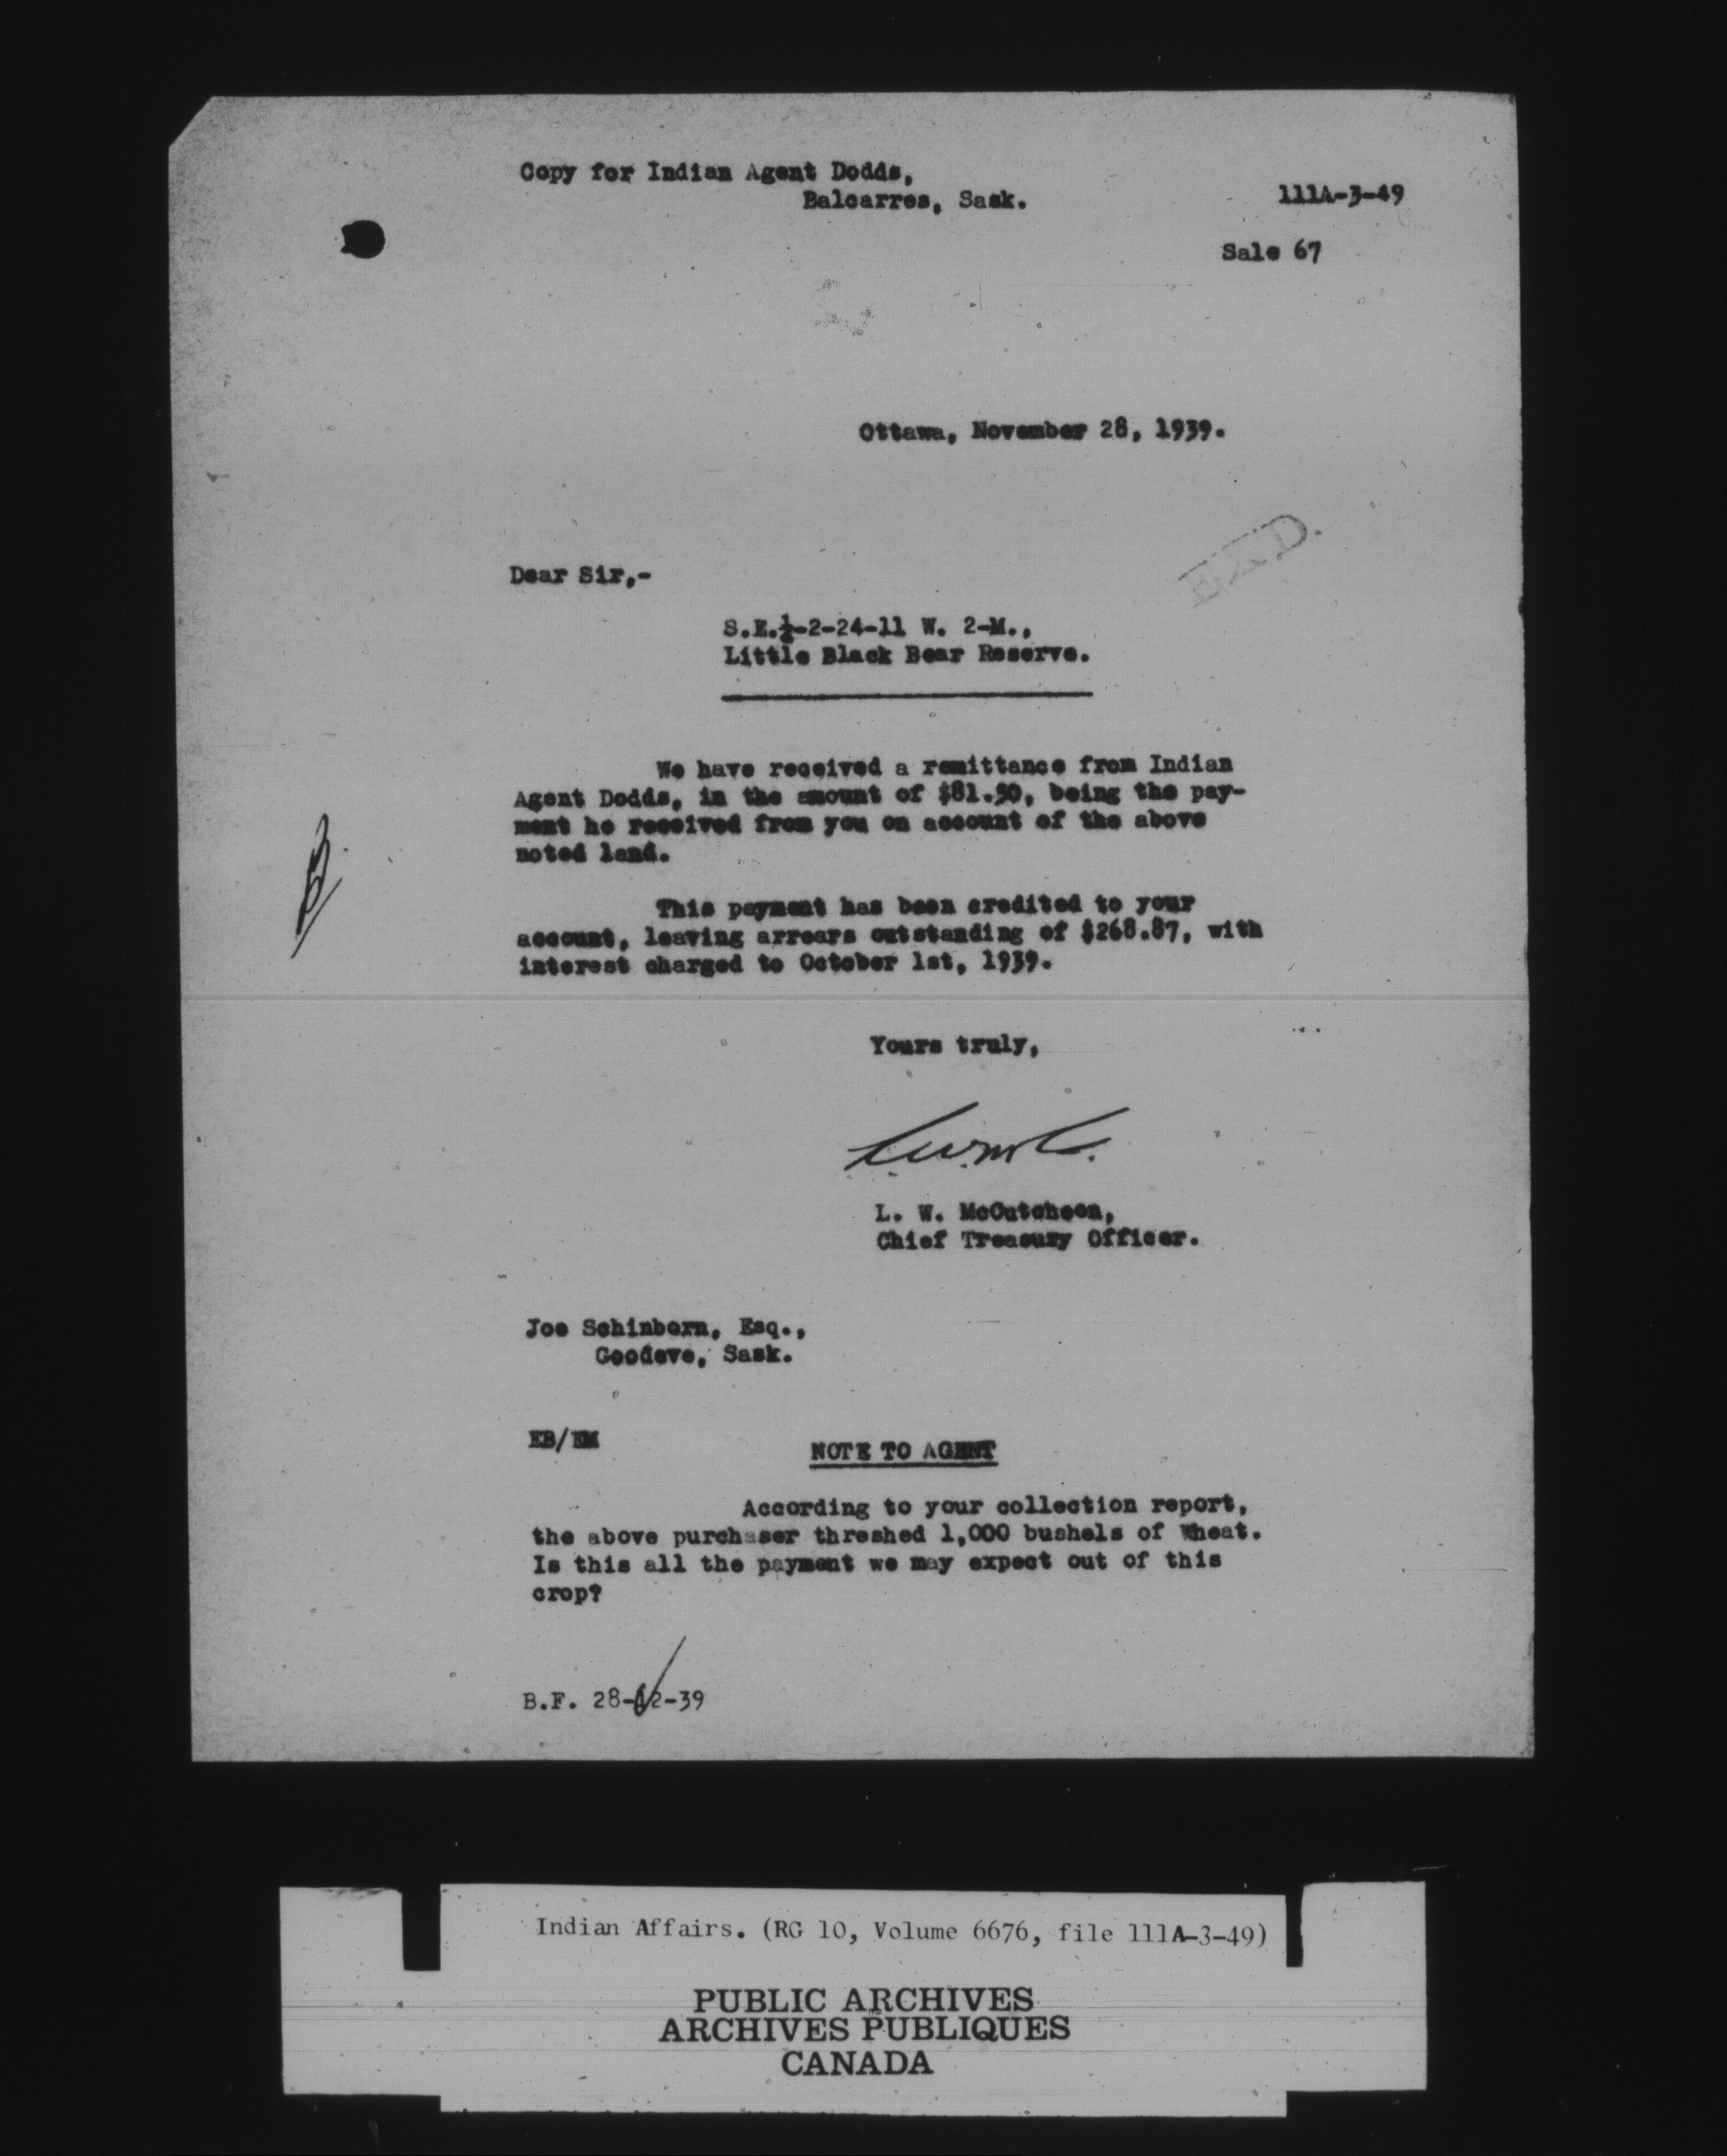 Copy for Indian Agent Dodds,
Balcarres, Sask.
111A-3-49
Sale 67
Ottawa, November 28, 1939.
E.A.D.
Dear Sir,-
S.E.¼-2-24-11 W. 2-M.,
Little Black Bear Reserve.
We have received a remittance from Indian
Agent Dodds, in the amount of $81.50, being the pay-
ment he received from you on account of the above
noted land.
This payment has been credited to your
account, leaving arrears outstanding of $268.87, with
interest charged to October 1st, 1939.
Yours truly,
L. W. McCutcheon,
Chief Treasury Officer.
Joe Schinborn, Esq.,
Goodeve, Sask.
EB/EM
NOTE TO AGENT
According to your collection report,
the above purchaser threshed 1,000 bushels of Wheat.
Is this all the payment we may expect out of this
crop?
B.F. 28-12-39
Indian Affairs. (RG 10, Volume 6676, file 111A-3-49)
PUBLIC ARCHIVES
ARCHIVES PUBLIQUES
CANADA